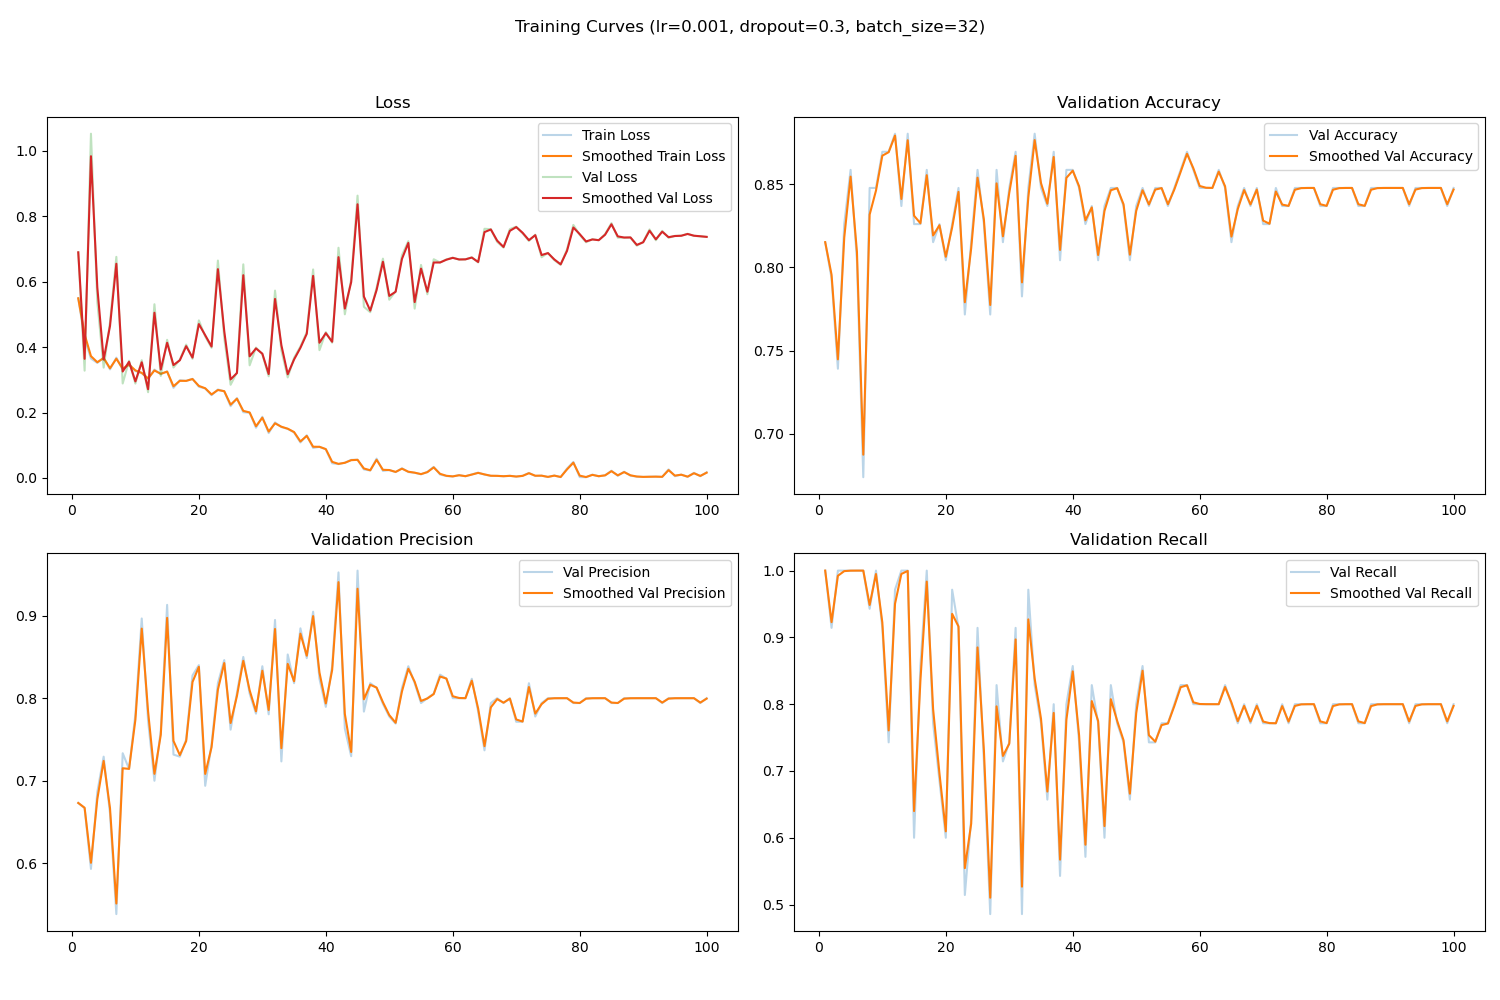 Training Curves (lr=0.001, dropout=0.3, batch_size=32)
Loss
Train Loss
Smoothed Train Loss
Val Loss
Smoothed Val Loss
1.0
0.8
0.6
0.4
0.2
0.0
0 20 40 60 80 100
Validation Accuracy
Val Accuracy
Smoothed Val Accuracy
0.85
0.80
0.75
0.70
0 20 40 60 80 100
Validation Precision
Val Precision
Smoothed Val Precision
0.9
0.8
0.7
0.6
0 20 40 60 80 100
Validation Recall
Val Recall
Smoothed Val Recall
1.0
0.9
0.8
0.7
0.6
0.5
0 20 40 60 80 100